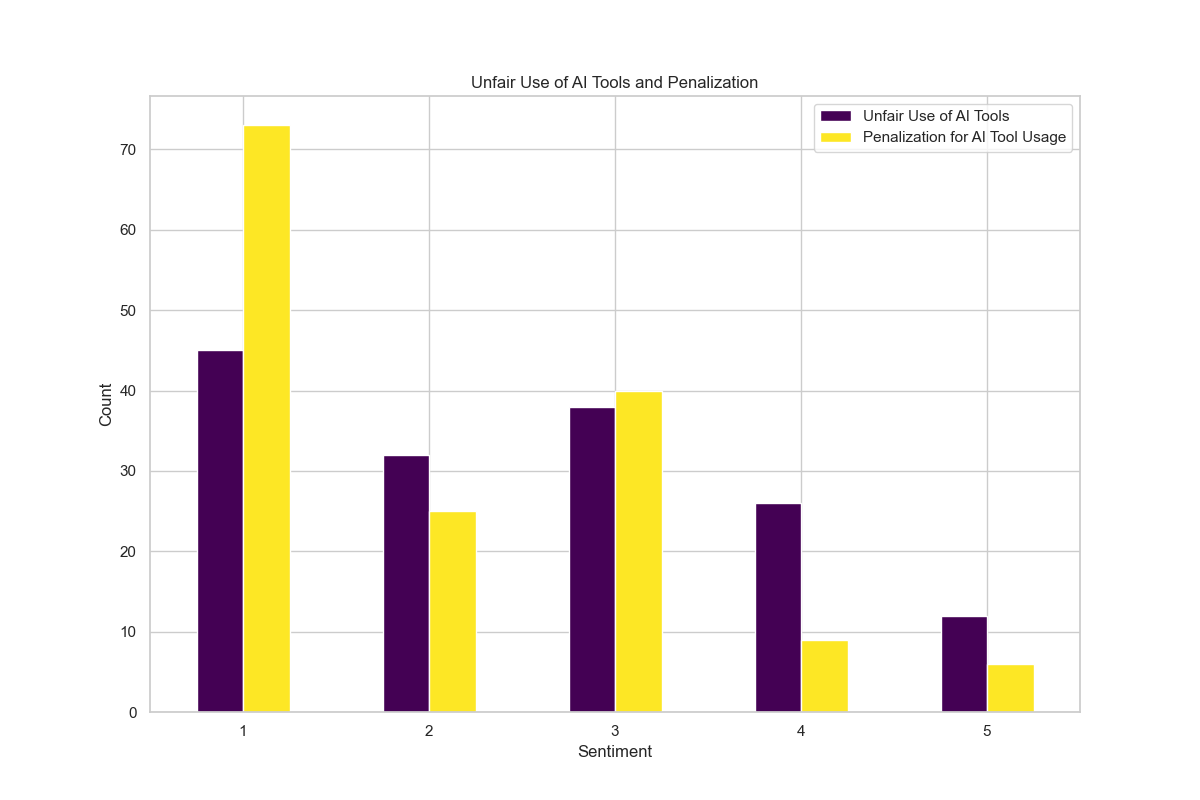 Unfair Use of AI Tools and Penalization
Unfair Use of AI Tools
Penalization for AI Tool Usage
Count
70
60
50
40
30
20
10
0
1 2 3 4 5
Sentiment